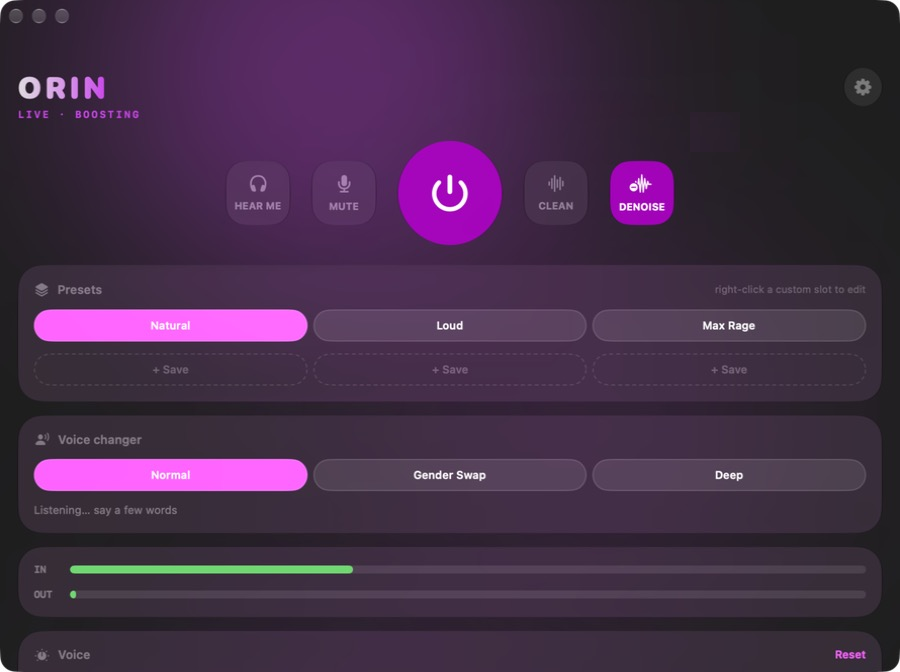 ORIN
LIVE · BOOSTING
HEAR ME
MUTE
CLEAN
DENOISE
Presets
right-click a custom slot to edit
Natural
Loud
Max Rage
+ Save
+ Save
+ Save
Voice changer
Normal
Gender Swap
Deep
Listening... say a few words
IN
OUT
Voice
Reset